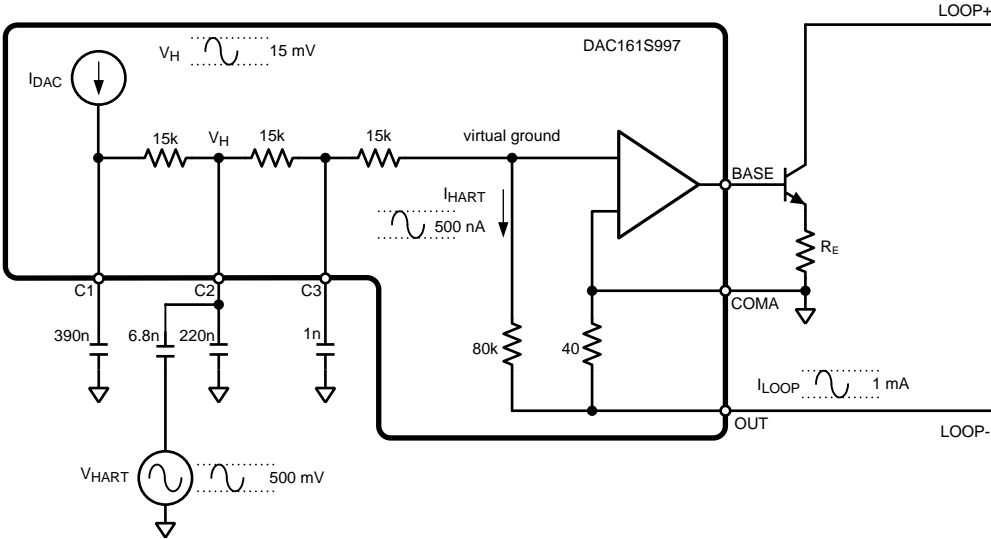 LOOP+
V_H 15 mV
DAC161S997
I_DAC
15k
V_H
15k
15k
virtual ground
BASE
I_HART
500 nA
R_E
C1
C2
C3
COMA
390n
6.8n
220n
1n
80k
40
I_LOOP 1 mA
OUT
LOOP-
V_HART 500 mV